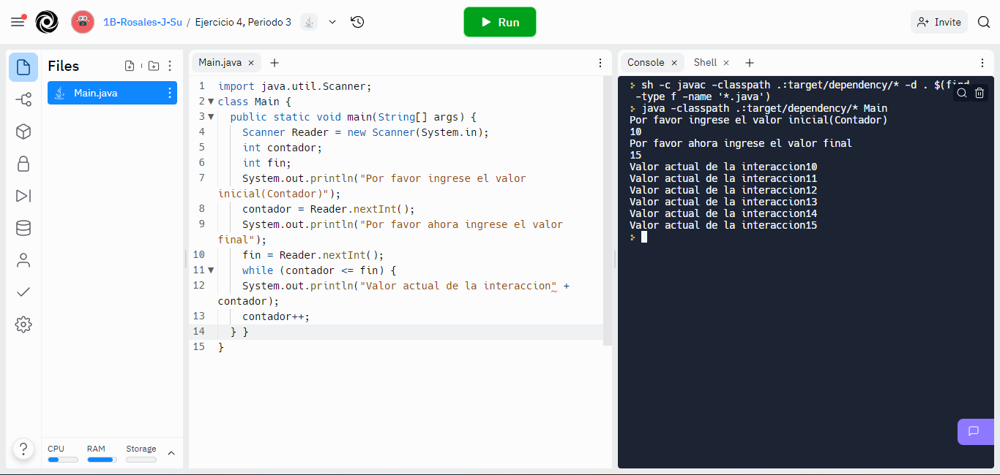 1B-Rosales-J-Su / Ejercicio 4, Periodo 3
Run
Invite
Files
Main.java
CPU RAM Storage
Main.java
1 import java.util.Scanner;
2 class Main {
3 public static void main(String[] args) {
4 Scanner Reader = new Scanner(System.in);
5 int contador;
6 int fin;
7 System.out.println("Por favor ingrese el valor
inicial(Contador)");
8 contador = Reader.nextInt();
9 System.out.println("Por favor ahora ingrese el valor
final");
10 fin = Reader.nextInt();
11 while (contador <= fin) {
12 System.out.println("Valor actual de la interaccion" +
contador);
13 contador++;
14 } }
15 }
Console Shell
sh -c javac -classpath .:target/dependency/* -d . $(find
-type f -name '*.java')
java -classpath .:target/dependency/* Main
Por favor ingrese el valor inicial(Contador)
10
Por favor ahora ingrese el valor final
15
Valor actual de la interaccion10
Valor actual de la interaccion11
Valor actual de la interaccion12
Valor actual de la interaccion13
Valor actual de la interaccion14
Valor actual de la interaccion15